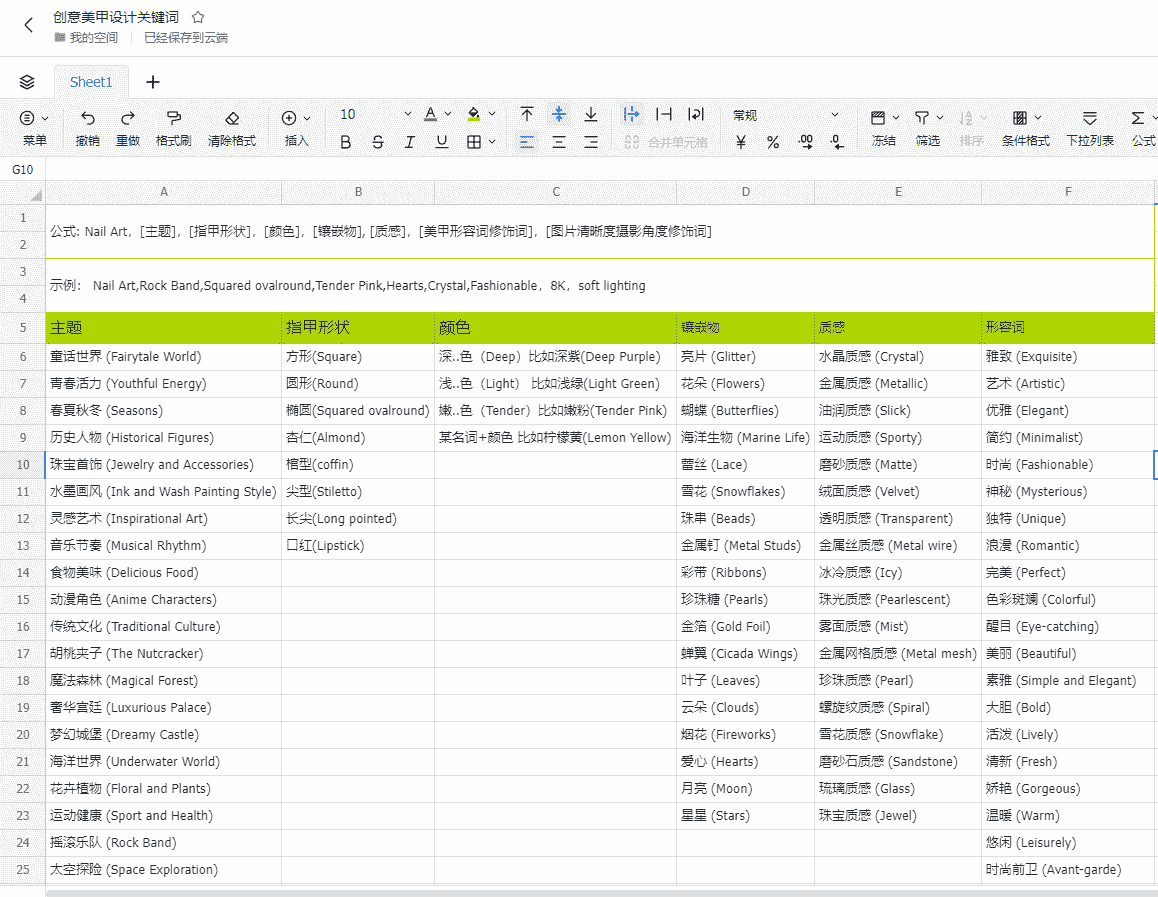 创意美甲设计关键词
我的空间 已经保存到云端
Sheet1
10 常规
菜单 撤销 重做 格式刷 清除格式 插入 B S I U 合并单元格 ¥ % .00 .0 冻结 筛选 排序 条件格式 下拉列表 公式
G10
A B C D E F
1 公式: Nail Art，[主题]，[指甲形状]，[颜色]，[镶嵌物], [质感]，[美甲形容词修饰词]，[图片清晰度摄影角度修饰词]
2
3 示例： Nail Art,Rock Band,Squared ovalround,Tender Pink,Hearts,Crystal,Fashionable，8K，soft lighting
4
5 主题 指甲形状 颜色 镶嵌物 质感 形容词
6 童话世界 (Fairytale World) 方形(Square) 深..色（Deep）比如深紫(Deep Purple) 亮片 (Glitter) 水晶质感 (Crystal) 雅致 (Exquisite)
7 青春活力 (Youthful Energy) 圆形(Round) 浅..色（Light） 比如浅绿(Light Green) 花朵 (Flowers) 金属质感 (Metallic) 艺术 (Artistic)
8 春夏秋冬 (Seasons) 椭圆(Squared ovalround) 嫩..色（Tender）比如嫩粉(Tender Pink) 蝴蝶 (Butterflies) 油润质感 (Slick) 优雅 (Elegant)
9 历史人物 (Historical Figures) 杏仁(Almond) 某名词+颜色 比如柠檬黄(Lemon Yellow) 海洋生物 (Marine Life) 运动质感 (Sporty) 简约 (Minimalist)
10 珠宝首饰 (Jewelry and Accessories) 棺型(coffin) 蕾丝 (Lace) 磨砂质感 (Matte) 时尚 (Fashionable)
11 水墨画风 (Ink and Wash Painting Style) 尖型(Stiletto) 雪花 (Snowflakes) 绒面质感 (Velvet) 神秘 (Mysterious)
12 灵感艺术 (Inspirational Art) 长尖(Long pointed) 珠串 (Beads) 透明质感 (Transparent) 独特 (Unique)
13 音乐节奏 (Musical Rhythm) 口红(Lipstick) 金属钉 (Metal Studs) 金属丝质感 (Metal wire) 浪漫 (Romantic)
14 食物美味 (Delicious Food) 彩带 (Ribbons) 冰冷质感 (Icy) 完美 (Perfect)
15 动漫角色 (Anime Characters) 珍珠糖 (Pearls) 珠光质感 (Pearlescent) 色彩斑斓 (Colorful)
16 传统文化 (Traditional Culture) 金箔 (Gold Foil) 雾面质感 (Mist) 醒目 (Eye-catching)
17 胡桃夹子 (The Nutcracker) 蝉翼 (Cicada Wings) 金属网格质感 (Metal mesh) 美丽 (Beautiful)
18 魔法森林 (Magical Forest) 叶子 (Leaves) 珍珠质感 (Pearl) 素雅 (Simple and Elegant)
19 奢华宫廷 (Luxurious Palace) 云朵 (Clouds) 螺旋纹质感 (Spiral) 大胆 (Bold)
20 梦幻城堡 (Dreamy Castle) 烟花 (Fireworks) 雪花质感 (Snowflake) 活泼 (Lively)
21 海洋世界 (Underwater World) 爱心 (Hearts) 磨砂石质感 (Sandstone) 清新 (Fresh)
22 花卉植物 (Floral and Plants) 月亮 (Moon) 琉璃质感 (Glass) 娇艳 (Gorgeous)
23 运动健康 (Sport and Health) 星星 (Stars) 珠宝质感 (Jewel) 温暖 (Warm)
24 摇滚乐队 (Rock Band) 悠闲 (Leisurely)
25 太空探险 (Space Exploration) 时尚前卫 (Avant-garde)